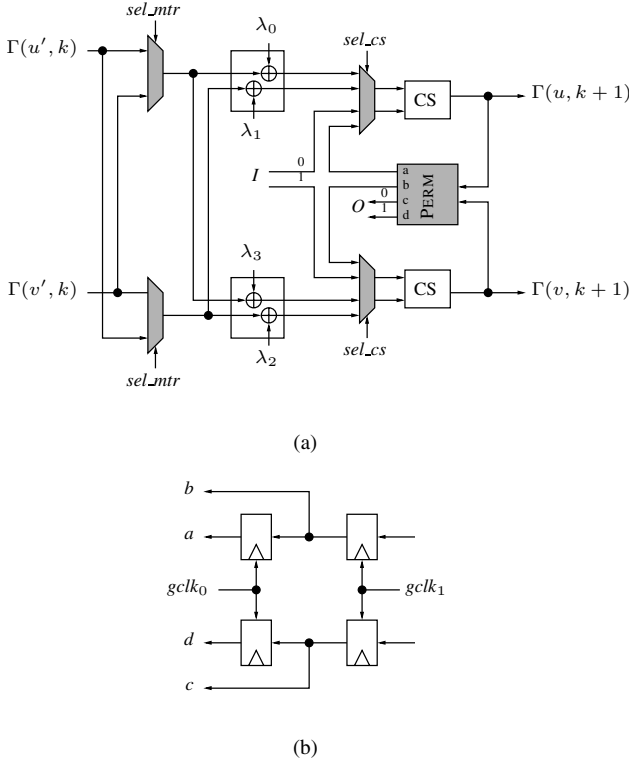 sel_mtr
λ₀
Γ(u′, k)
sel_cs
CS
Γ(u, k + 1)
λ₁
0
I
1
a
b
0
c
O
1
d
PERM
λ₃
Γ(v′, k)
CS
Γ(v, k + 1)
λ₂
sel_cs
sel_mtr
(a)
b
a
gclk₀
gclk₁
d
c
(b)